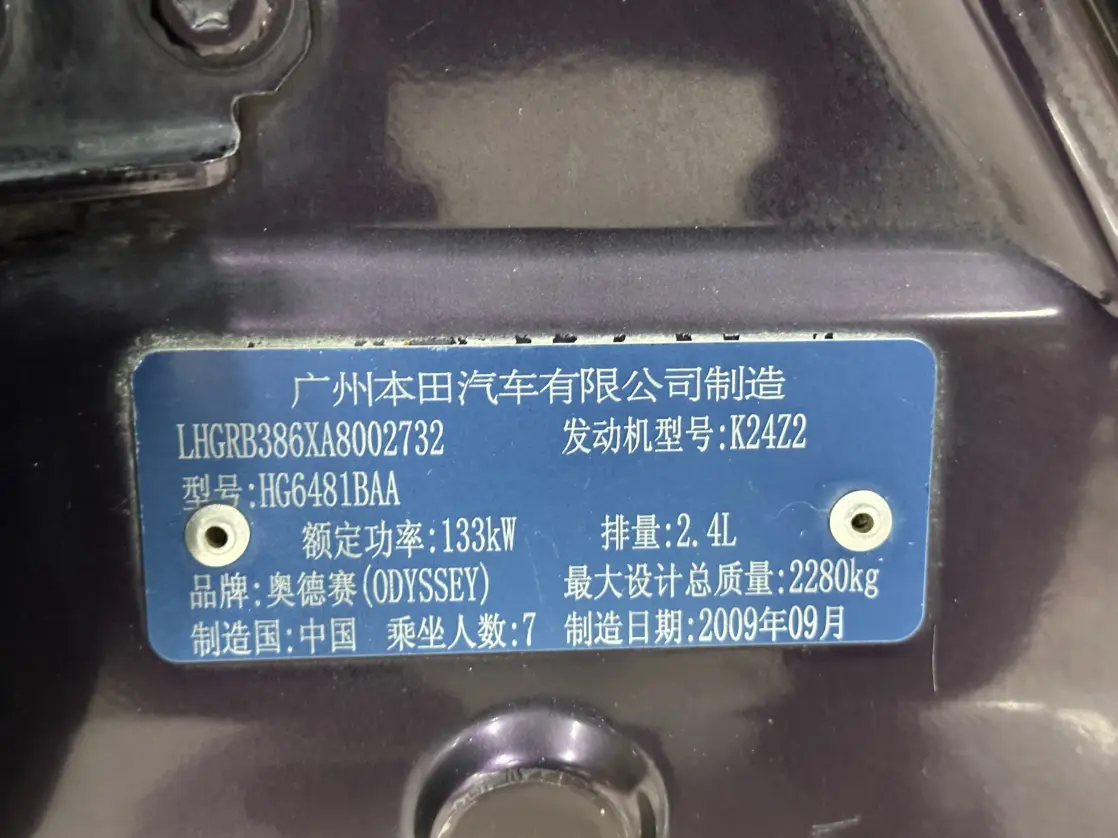 广州本田汽车有限公司制造
LHGRB386XA8002732 发动机型号:K24Z2
型号:HG6481BAA
额定功率:133kW 排量:2.4L
品牌:奥德赛(ODYSSEY) 最大设计总质量:2280kg
制造国:中国 乘坐人数:7 制造日期:2009年09月